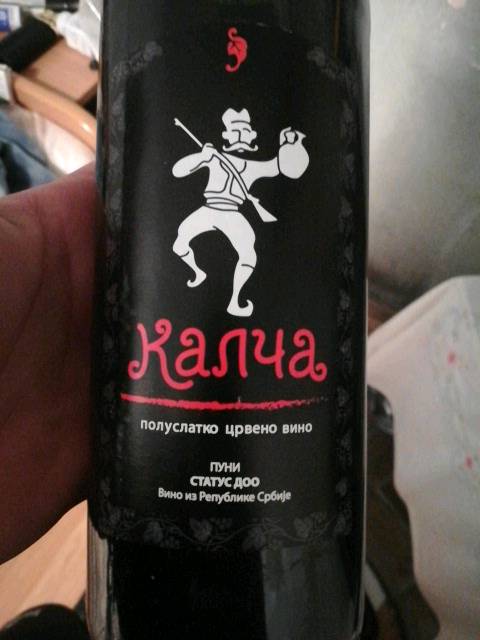 Калча
полуслатко црвено вино
ПУНИ
СТАТУС ДОО
Вино из Републике Србије